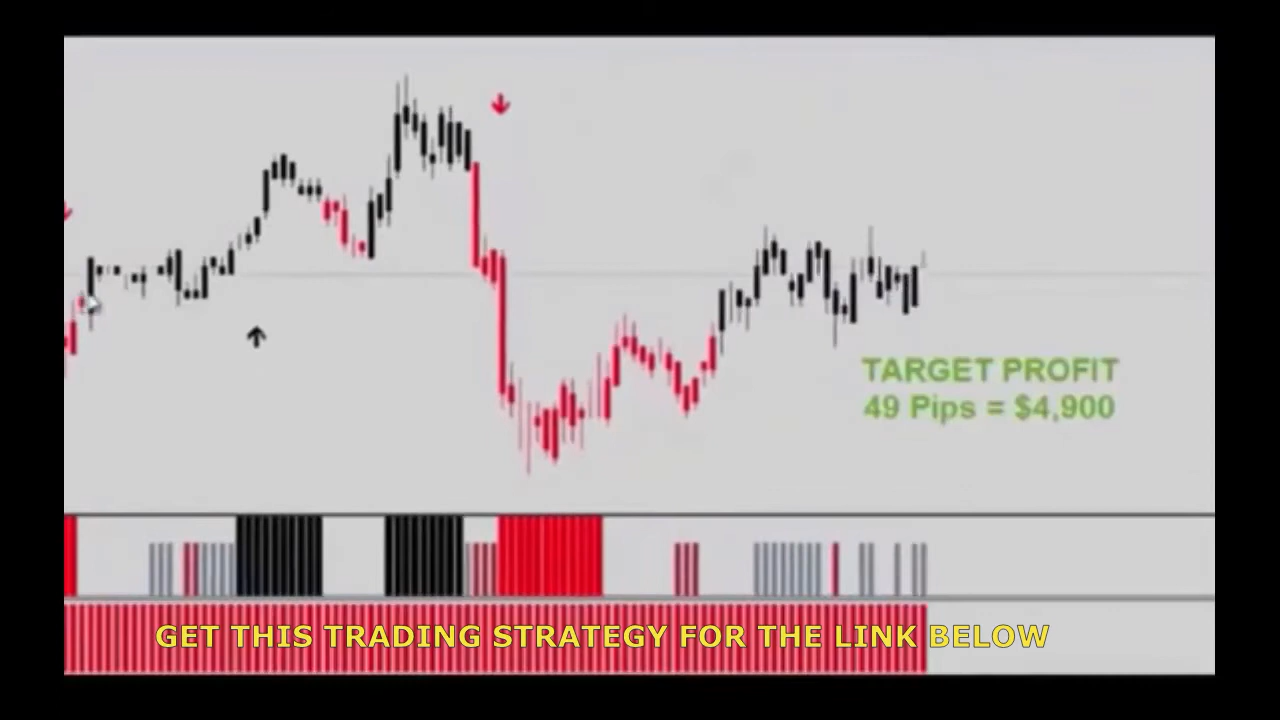 TARGET PROFIT
49 Pips = $4,900
GET THIS TRADING STRATEGY FOR THE LINK BELOW